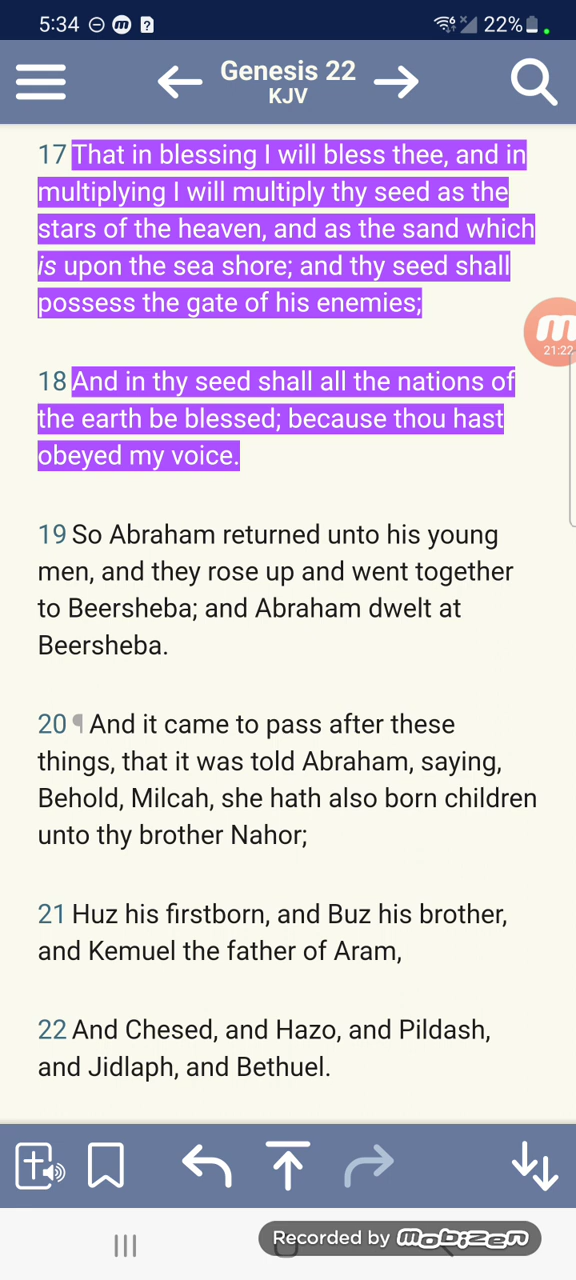 5:34 22%
Genesis 22
KJV
17 That in blessing I will bless thee, and in
multiplying I will multiply thy seed as the
stars of the heaven, and as the sand which
is upon the sea shore; and thy seed shall
possess the gate of his enemies;
21:22
18 And in thy seed shall all the nations of
the earth be blessed; because thou hast
obeyed my voice.
19 So Abraham returned unto his young
men, and they rose up and went together
to Beersheba; and Abraham dwelt at
Beersheba.
20 ¶ And it came to pass after these
things, that it was told Abraham, saying,
Behold, Milcah, she hath also born children
unto thy brother Nahor;
21 Huz his firstborn, and Buz his brother,
and Kemuel the father of Aram,
22 And Chesed, and Hazo, and Pildash,
and Jidlaph, and Bethuel.
Recorded by mobizen